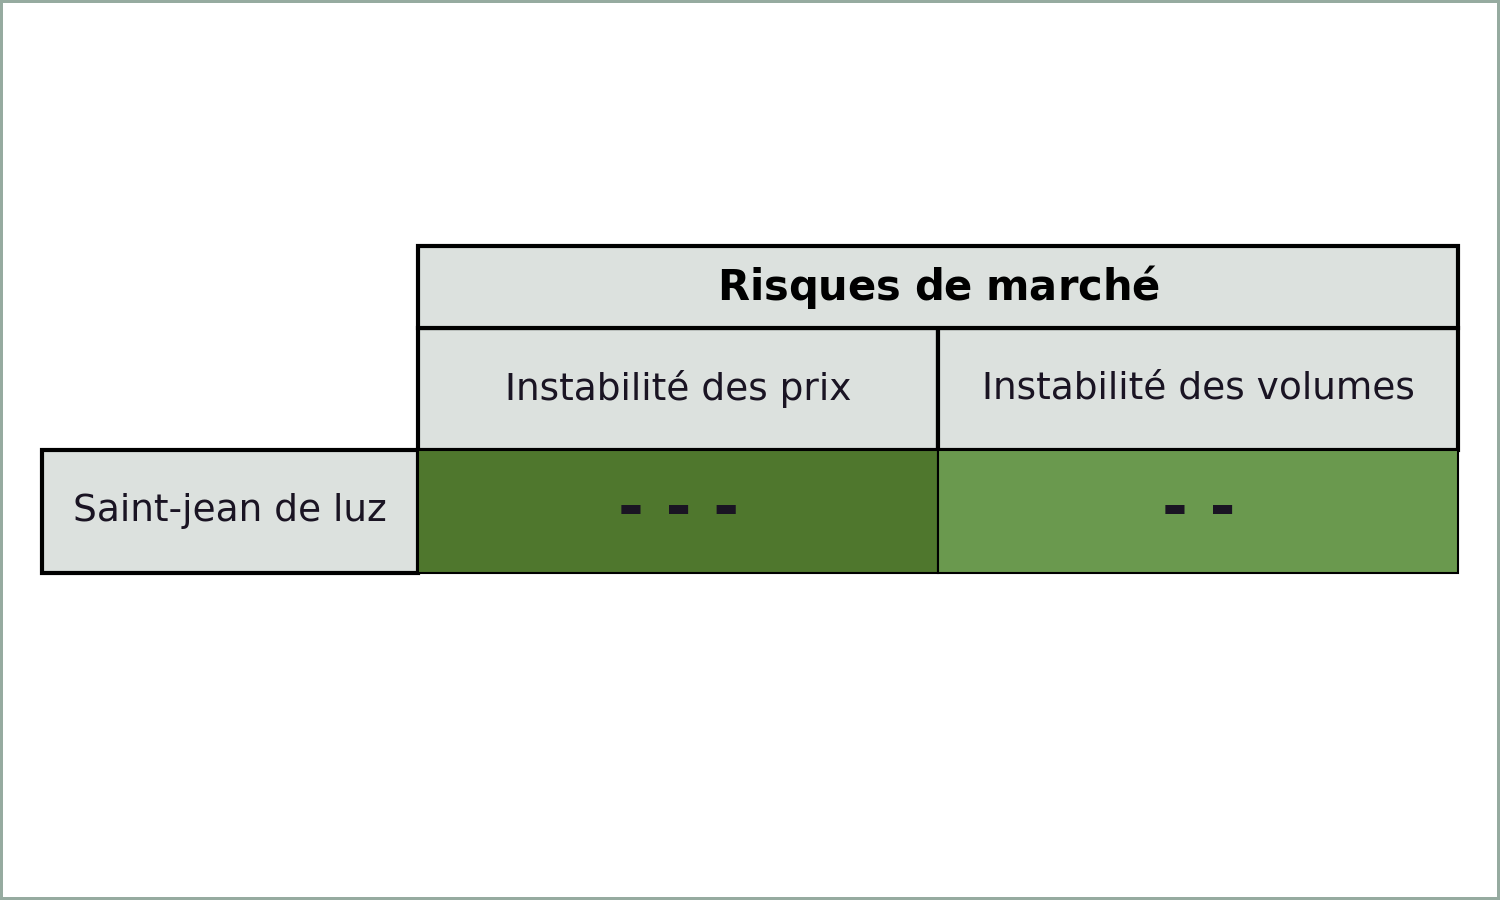 Risques de marché
Instabilité des prix
Instabilité des volumes
Saint-jean de luz
- - -
- -